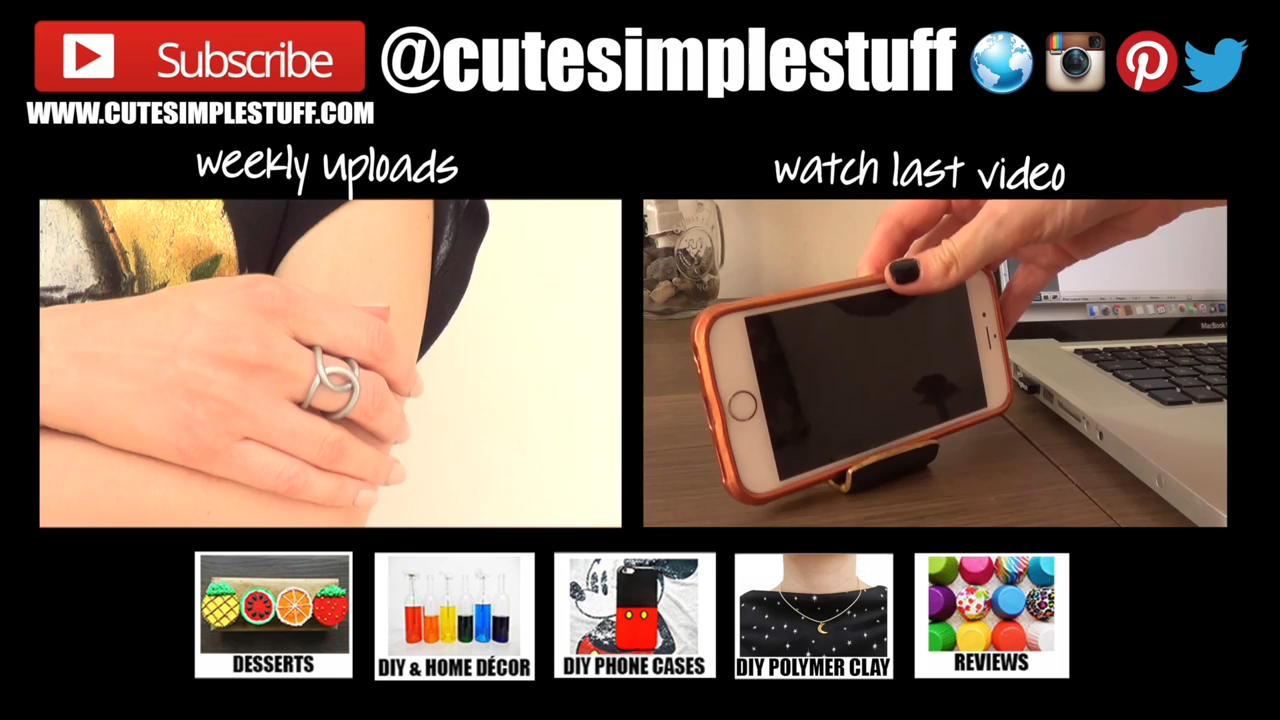 Subscribe
@cutesimplestuff
WWW.CUTESIMPLESTUFF.COM
weekly uploads
watch last video
MacBook
DESSERTS
DIY & HOME DÉCOR
DIY PHONE CASES
DIY POLYMER CLAY
REVIEWS